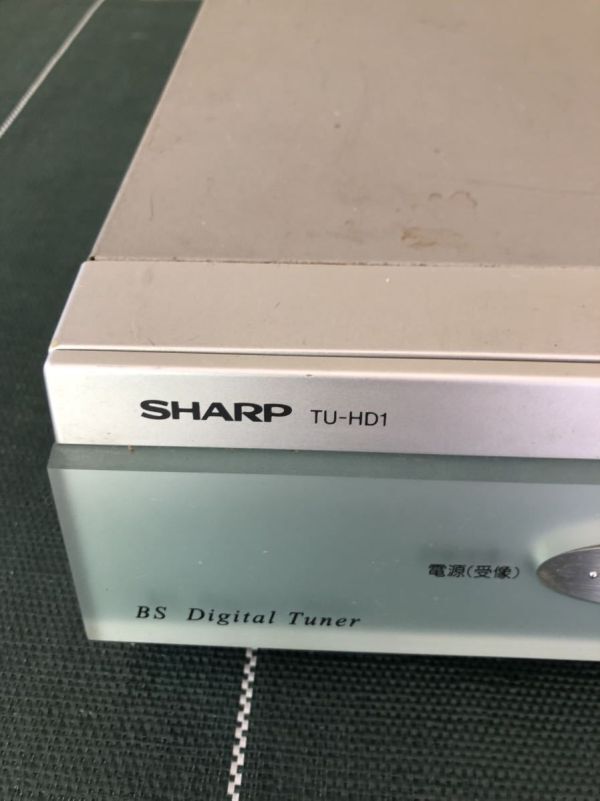 SHARP TU-HD1
電源(受像)
BS Digital Tuner